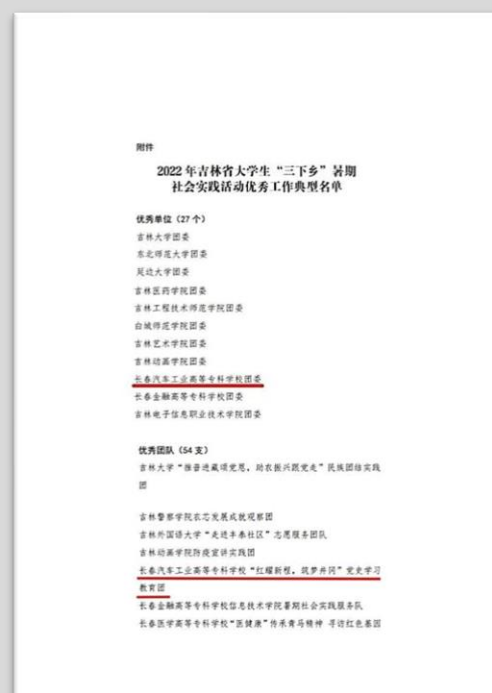 附件
2022 年吉林省大学生“三下乡”暑期
社会实践活动优秀工作典型名单
优秀单位（27 个）
吉林大学团委
东北师范大学团委
延边大学团委
吉林医药学院团委
吉林工程技术师范学院团委
白城师范学院团委
吉林艺术学院团委
吉林动画学院团委
长春汽车工业高等专科学校团委
长春金融高等专科学校团委
吉林电子信息职业技术学院团委
优秀团队（54 支）
吉林大学“雅音进藏颂党恩，助农振兴跟党走”民族团结实践
团
吉林警察学院农芯发展成就观察团
吉林外国语大学“走进丰泰社区”志愿服务团队
吉林动画学院防疫宣讲实践团
长春汽车工业高等专科学校“红耀新程，筑梦井冈”党史学习
教育团
长春金融高等专科学校信息技术学院暑期社会实践服务队
长春医学高等专科学校“医健康”传承青马精神 寻访红色基因